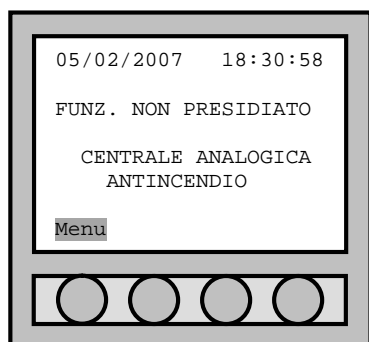 05/02/2007 18:30:58
FUNZ. NON PRESIDIATO
CENTRALE ANALOGICA
ANTINCENDIO
Menu